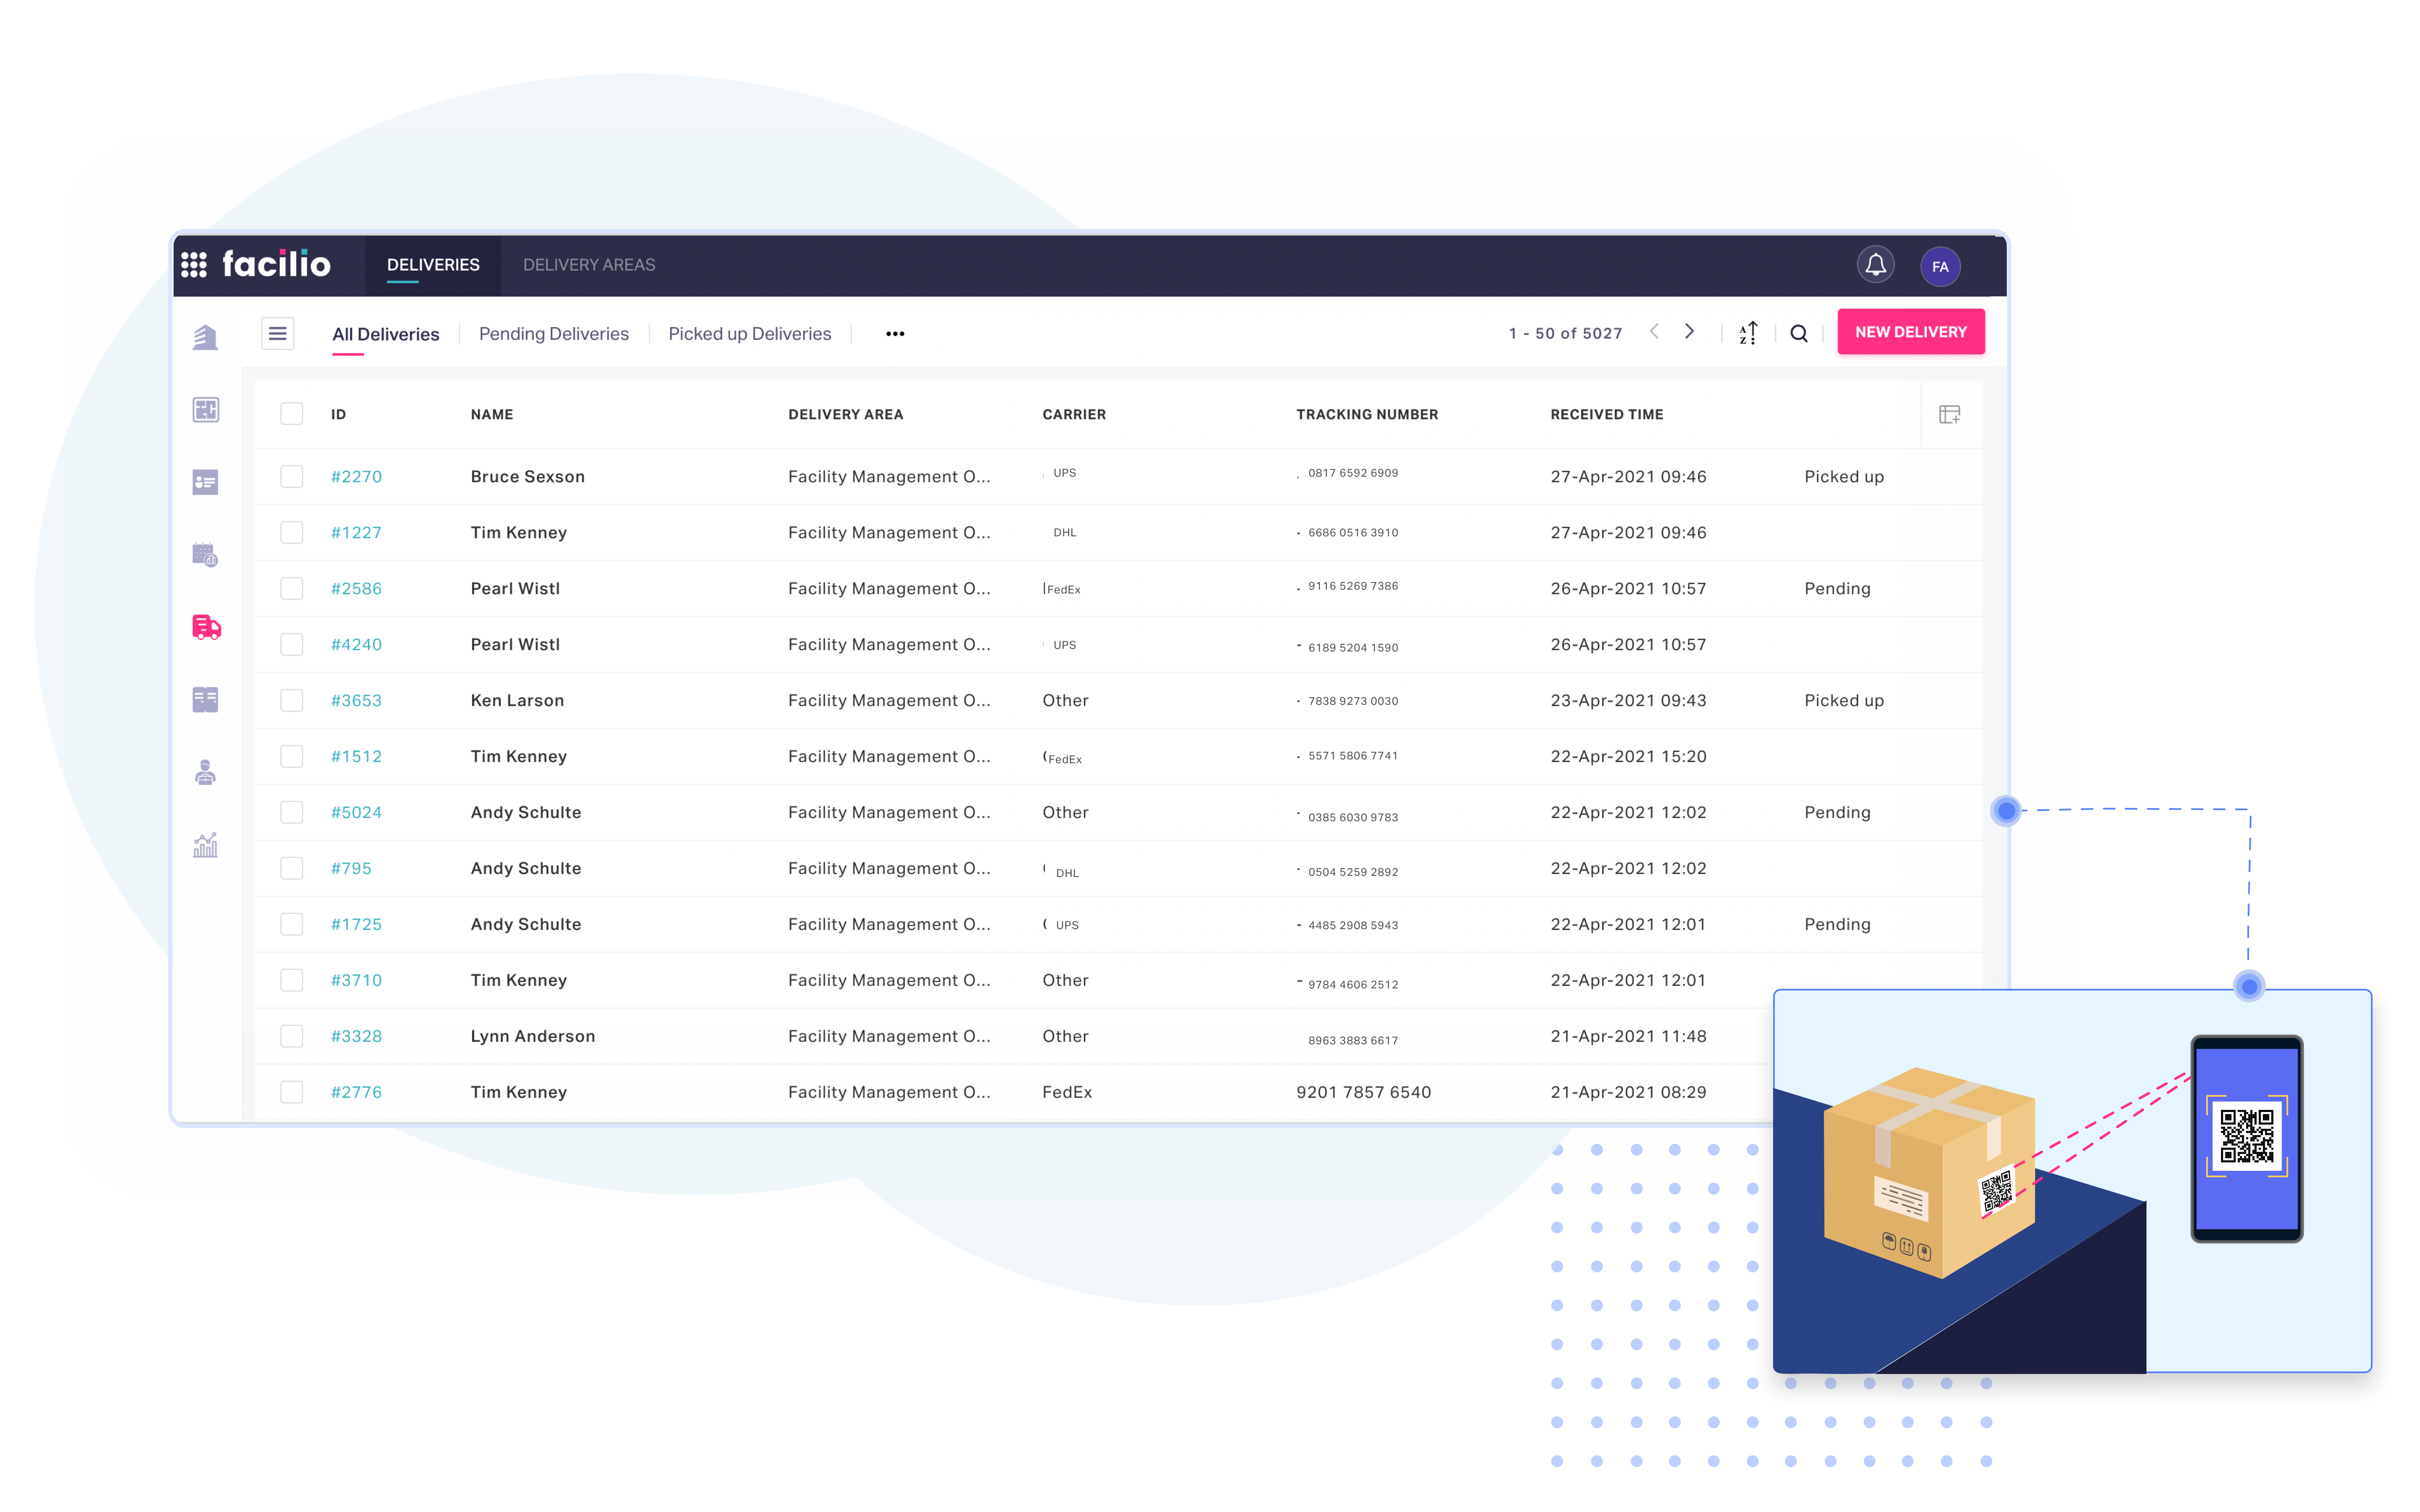 facilio DELIVERIES DELIVERY AREAS FA
All Deliveries Pending Deliveries Picked up Deliveries ••• 1 - 50 of 5027 A Z NEW DELIVERY
ID NAME DELIVERY AREA CARRIER TRACKING NUMBER RECEIVED TIME
#2270 Bruce Sexson Facility Management O... UPS 0817 6592 6909 27-Apr-2021 09:46 Picked up
#1227 Tim Kenney Facility Management O... DHL - 6686 0516 3910 27-Apr-2021 09:46
#2586 Pearl Wistl Facility Management O... FedEx - 9116 5269 7386 26-Apr-2021 10:57 Pending
#4240 Pearl Wistl Facility Management O... UPS - 6189 5204 1590 26-Apr-2021 10:57
#3653 Ken Larson Facility Management O... Other - 7838 9273 0030 23-Apr-2021 09:43 Picked up
#1512 Tim Kenney Facility Management O... FedEx - 5571 5806 7741 22-Apr-2021 15:20
#5024 Andy Schulte Facility Management O... Other - 0385 6030 9783 22-Apr-2021 12:02 Pending
#795 Andy Schulte Facility Management O... DHL - 0504 5259 2892 22-Apr-2021 12:02
#1725 Andy Schulte Facility Management O... UPS - 4485 2908 5943 22-Apr-2021 12:01 Pending
#3710 Tim Kenney Facility Management O... Other - 9784 4606 2512 22-Apr-2021 12:01
#3328 Lynn Anderson Facility Management O... Other 8963 3883 6617 21-Apr-2021 11:48
#2776 Tim Kenney Facility Management O... FedEx 9201 7857 6540 21-Apr-2021 08:29